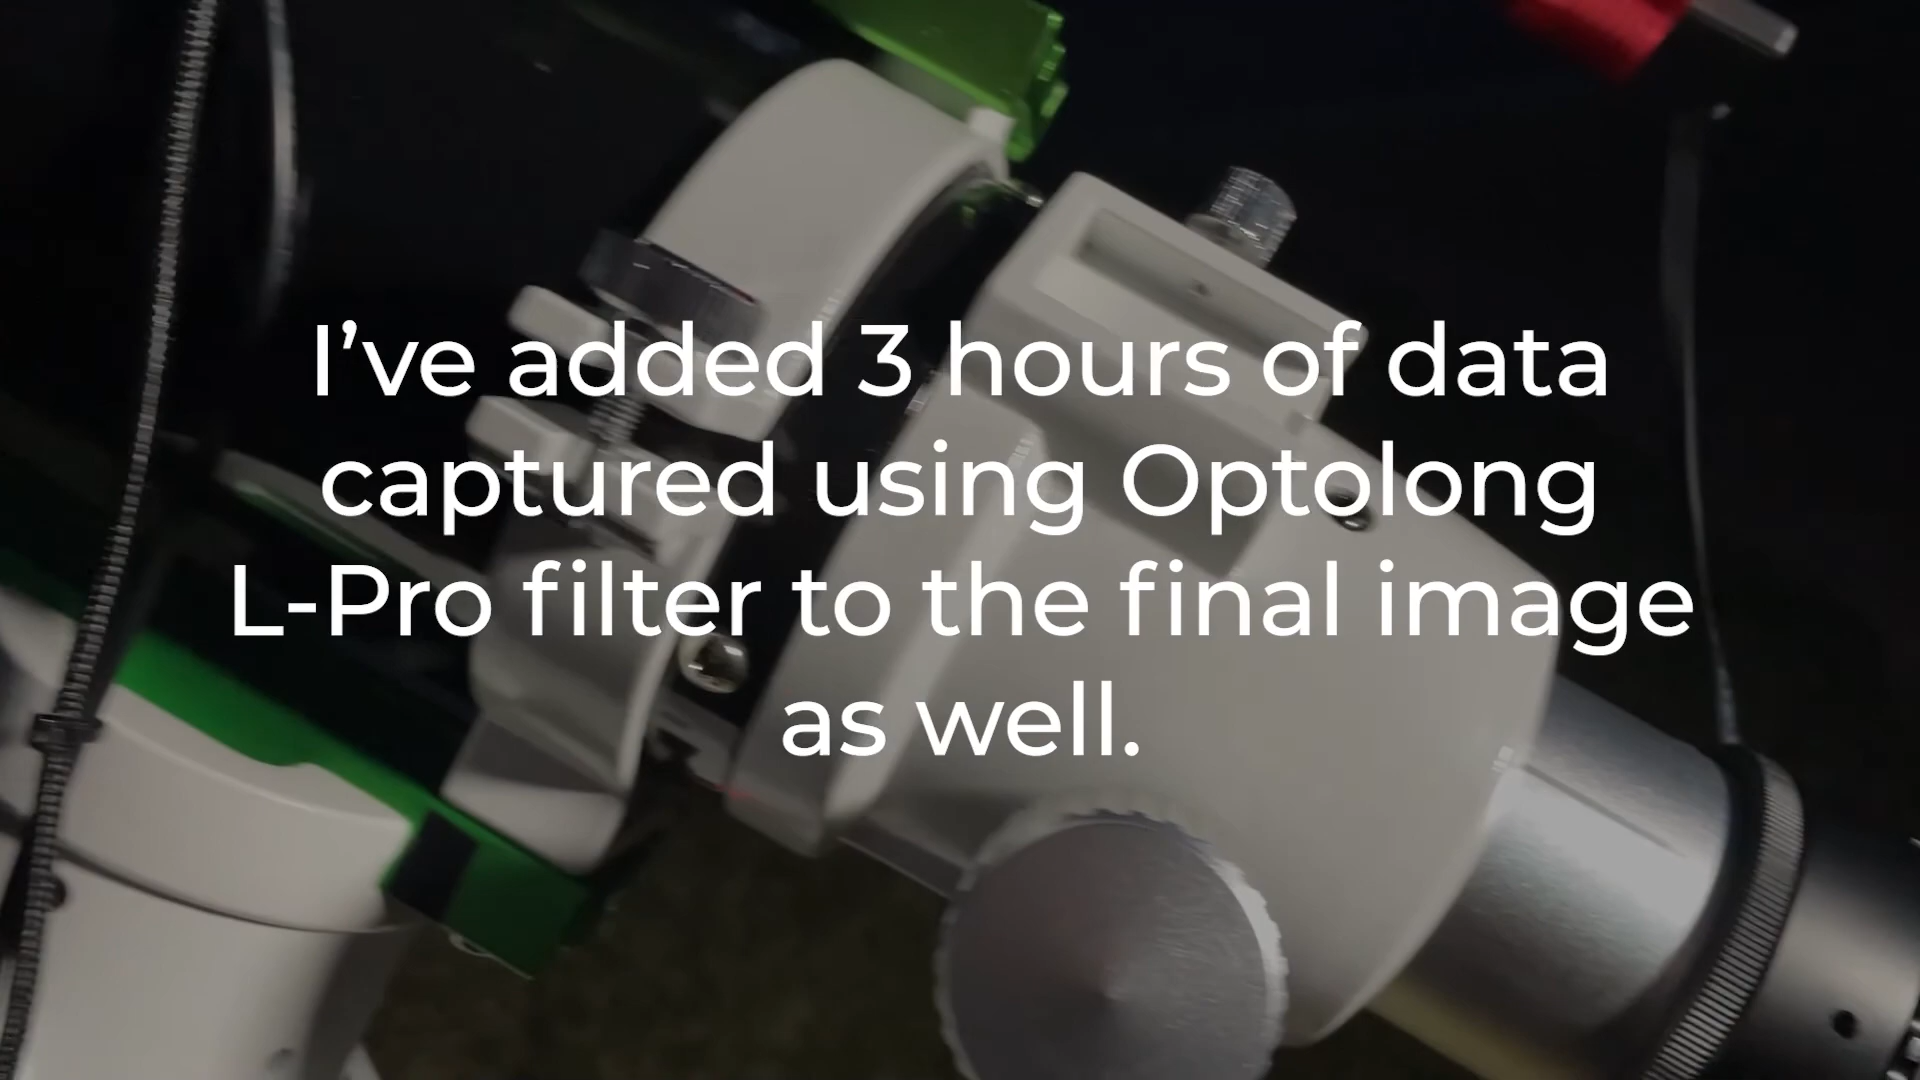 I’ve added 3 hours of data
captured using Optolong
L-Pro filter to the final image
as well.